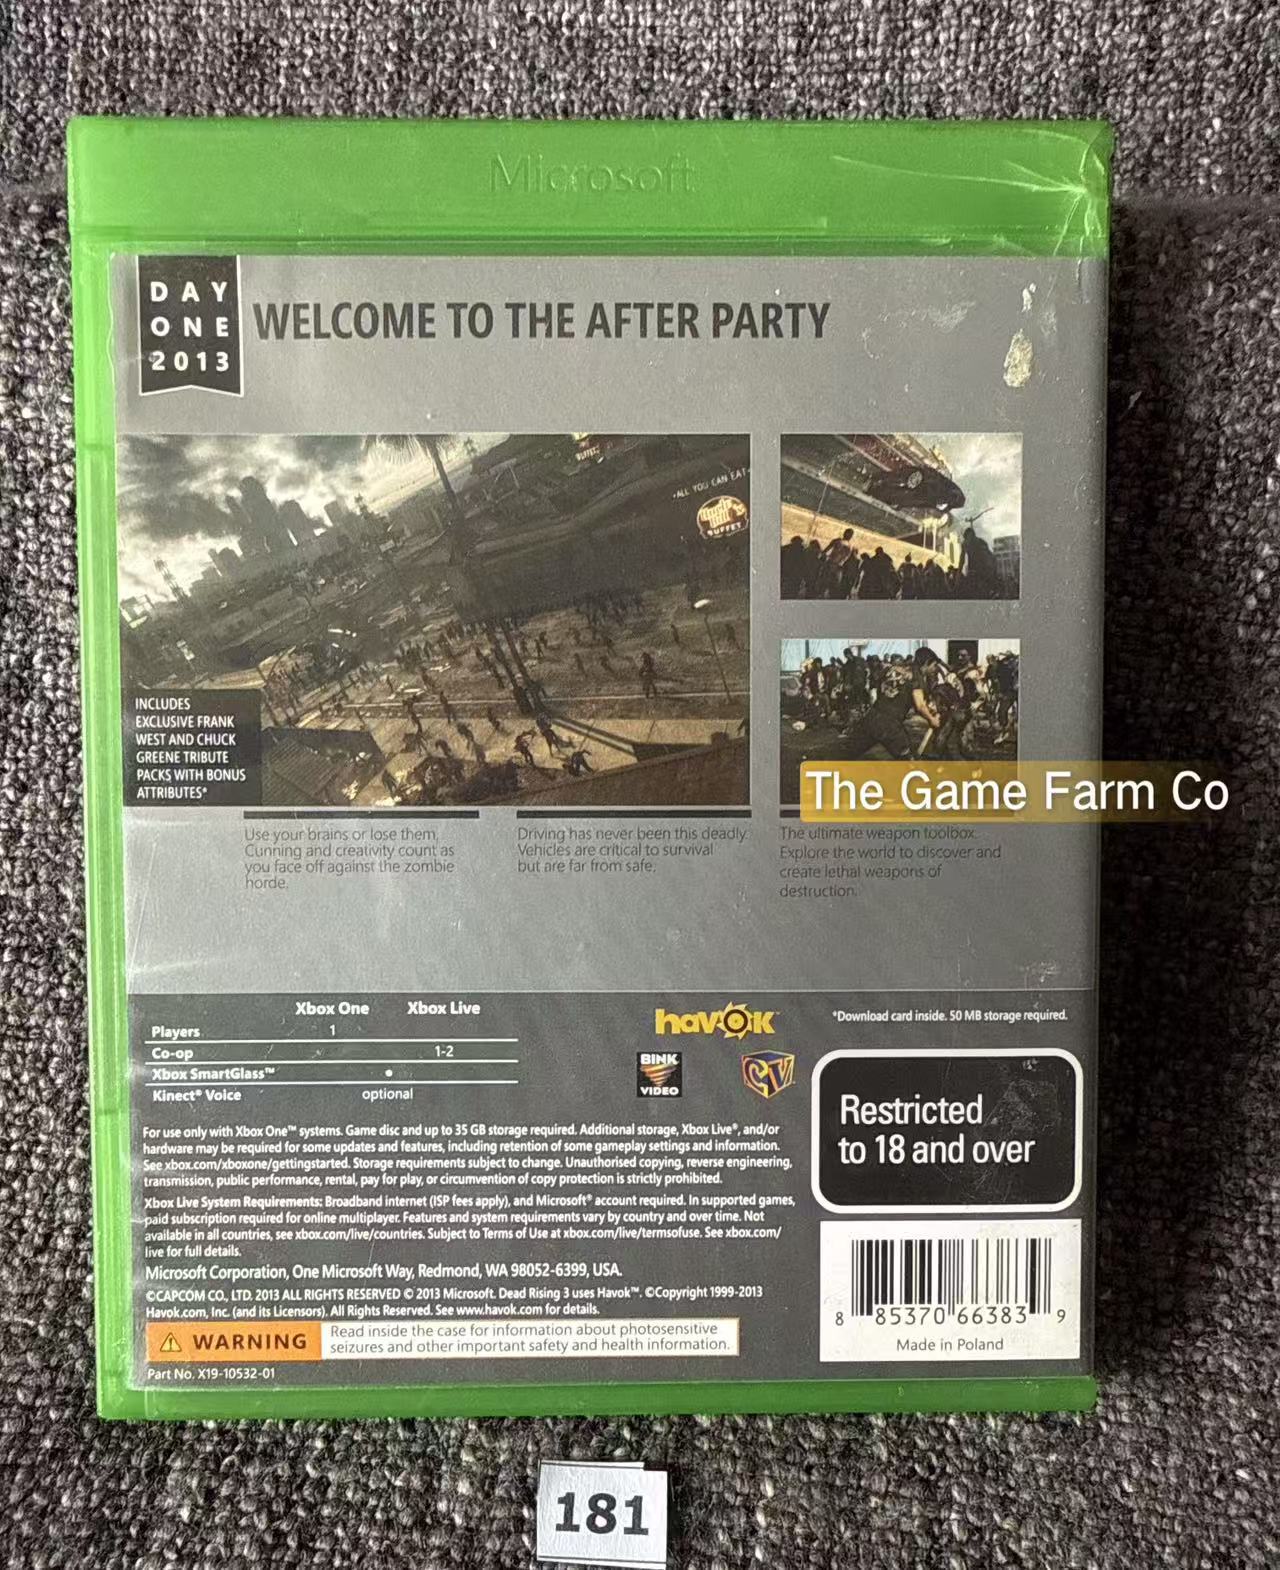 Microsoft
DAY
ONE
2013
WELCOME TO THE AFTER PARTY
BUFFET
•ALL YOU CAN EAT•
BUFFET
INCLUDES
EXCLUSIVE FRANK
WEST AND CHUCK
GREENE TRIBUTE
PACKS WITH BONUS
ATTRIBUTES*
The Game Farm Co
Use your brains or lose them,
Cunning and creativity count as
you face off against the zombie
horde.
Driving has never been this deadly.
Vehicles are critical to survival
but are far from safe.
The ultimate weapon toolbox.
Explore the world to discover and
create lethal weapons of
destruction.
Xbox One Xbox Live
Players 1
Co-op 1-2
Xbox SmartGlass™ •
Kinect® Voice optional
havok™
BINK
VIDEO
CV
*Download card inside. 50 MB storage required.
Restricted
to 18 and over
For use only with Xbox One™ systems. Game disc and up to 35 GB storage required. Additional storage, Xbox Live®, and/or
hardware may be required for some updates and features, including retention of some gameplay settings and information.
See xbox.com/xboxone/gettingstarted. Storage requirements subject to change. Unauthorised copying, reverse engineering,
transmission, public performance, rental, pay for play, or circumvention of copy protection is strictly prohibited.
Xbox Live System Requirements: Broadband internet (ISP fees apply), and Microsoft® account required. In supported games,
paid subscription required for online multiplayer. Features and system requirements vary by country and over time. Not
available in all countries, see xbox.com/live/countries. Subject to Terms of Use at xbox.com/live/termsofuse. See xbox.com/
live for full details.
Microsoft Corporation, One Microsoft Way, Redmond, WA 98052-6399, USA.
©CAPCOM CO., LTD. 2013 ALL RIGHTS RESERVED © 2013 Microsoft. Dead Rising 3 uses Havok™. ©Copyright 1999-2013
Havok.com, Inc. (and its Licensors). All Rights Reserved. See www.havok.com for details.
WARNING
Read inside the case for information about photosensitive
seizures and other important safety and health information.
Part No. X19-10532-01
8 85370 66383 9
Made in Poland
181